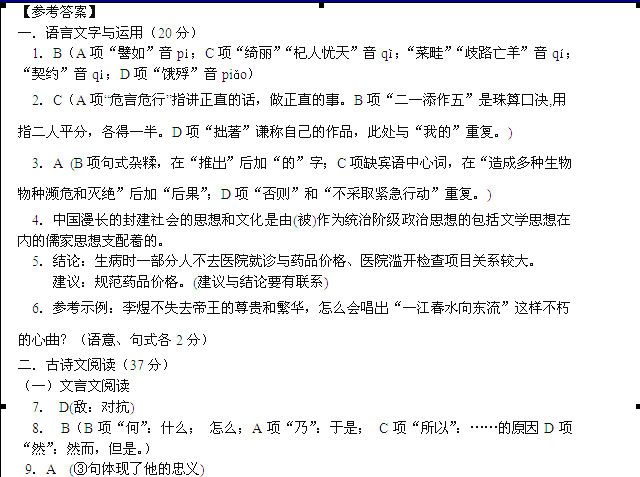 【参考答案】
一．语言文字与运用（20 分）
1．B（A 项“譬如”音 pì；C 项“绮丽”“杞人忧天”音 qǐ；“菜畦”“歧路亡羊”音 qí；
“契约”音 qì；D 项“饿殍”音 piǎo）
2．C（A 项“危言危行”指讲正直的话，做正直的事。B 项“二一添作五”是珠算口决,用
指二人平分，各得一半。D 项“拙著”谦称自己的作品，此处与“我的”重复。)
3．A （B 项句式杂糅，在“推出”后加“的”字；C 项缺宾语中心词，在“造成多种生物
物种濒危和灭绝”后加“后果”；D 项“否则”和“不采取紧急行动”重复。)
4．中国漫长的封建社会的思想和文化是由(被)作为统治阶级政治思想的包括文学思想在
内的儒家思想支配着的。
5．结论：生病时一部分人不去医院就诊与药品价格、医院滥开检查项目关系较大。
建议：规范药品价格。(建议与结论要有联系)
6．参考示例：李煜不失去帝王的尊贵和繁华，怎么会唱出“一江春水向东流”这样不朽
的心曲？（语意、句式各 2 分）
二．古诗文阅读（37 分）
（一）文言文阅读
7． D(敌：对抗)
8． B（B 项“何”：什么； 怎么；A 项“乃”：于是； C 项“所以”：……的原因 D 项
“然”：然而，但是。）
9．A （③句体现了他的忠义）